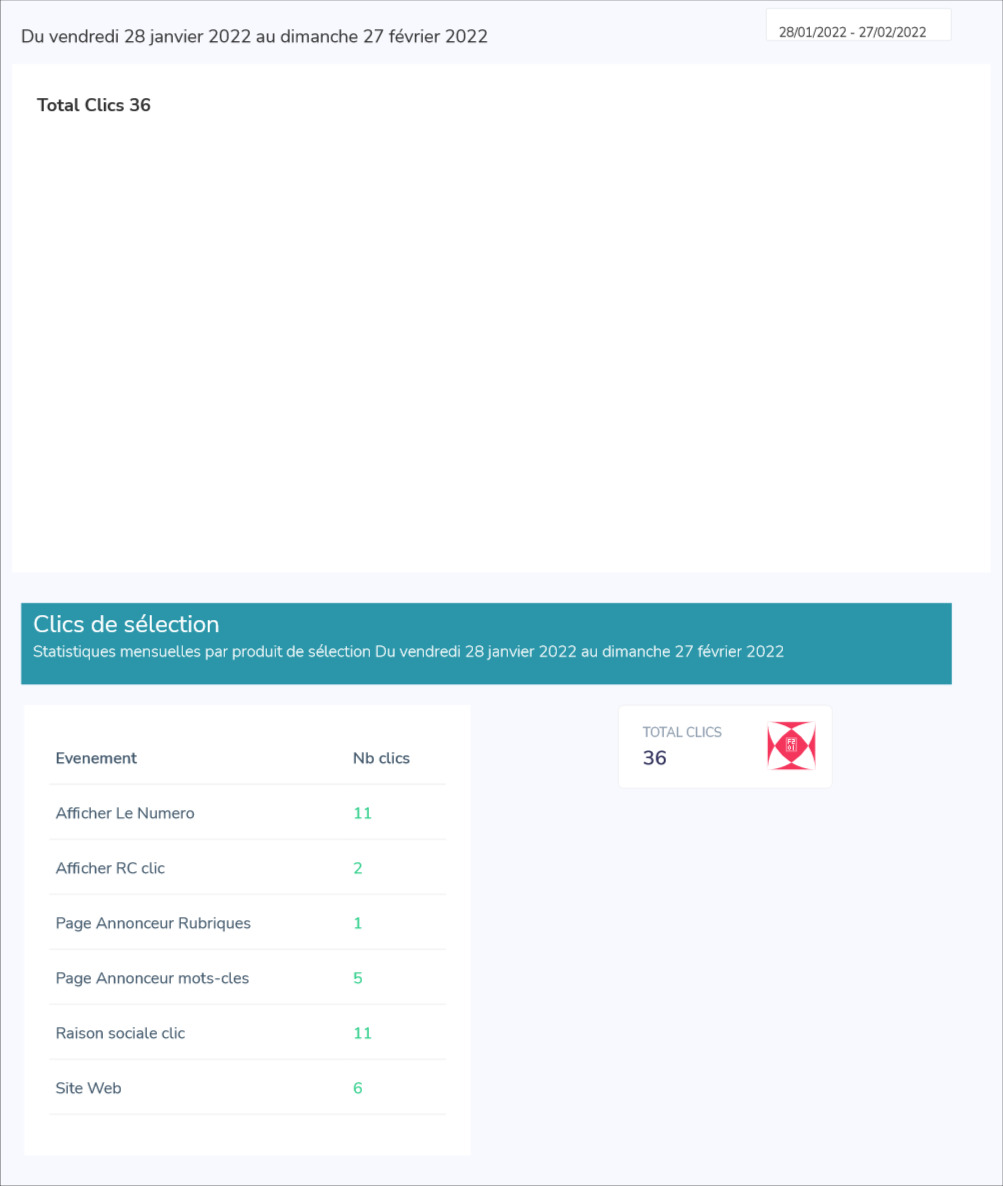 Du vendredi 28 janvier 2022 au dimanche 27 février 2022
28/01/2022 - 27/02/2022
Total Clics 36
Clics de sélection
Statistiques mensuelles par produit de sélection Du vendredi 28 janvier 2022 au dimanche 27 février 2022
Evenement Nb clics
Afficher Le Numero 11
Afficher RC clic 2
Page Annonceur Rubriques 1
Page Annonceur mots-cles 5
Raison sociale clic 11
Site Web 6
TOTAL CLICS
36